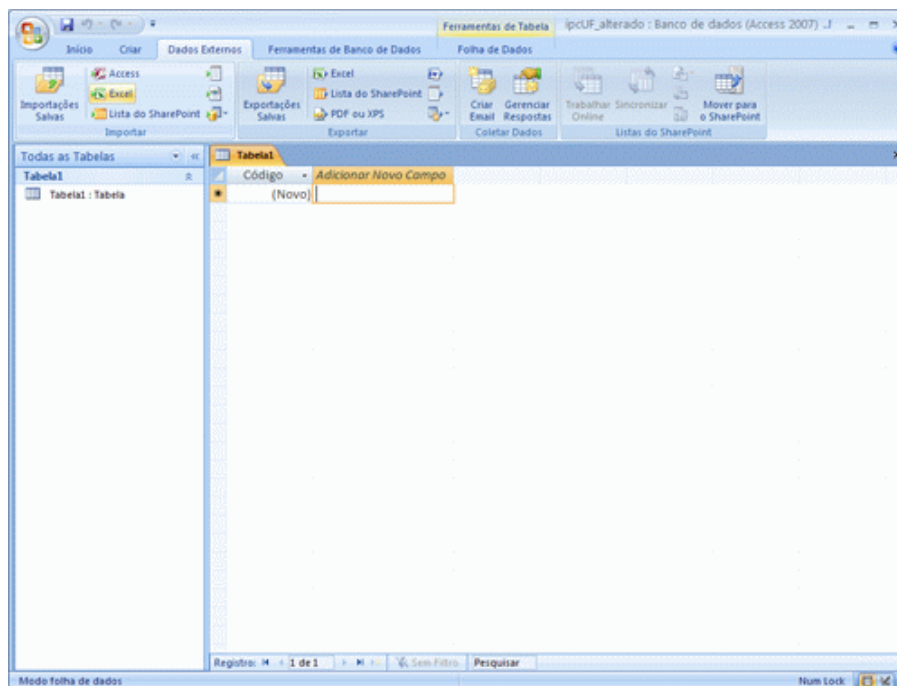 Ferramentas de Tabela ipcUF_alterado : Banco de dados (Access 2007) ...
Início Criar Dados Externos Ferramentas de Banco de Dados Folha de Dados
Importações Salvas
Access
Excel
Lista do SharePoint
Importar
Exportações Salvas
Excel
Lista do SharePoint
PDF ou XPS
Exportar
Criar Email
Gerenciar Respostas
Coletar Dados
Trabalhar Online
Sincronizar
Mover para o SharePoint
Listas do SharePoint
Todas as Tabelas
Tabela1
Tabela1 : Tabela
Tabela1
Código Adicionar Novo Campo
(Novo)
Registro: 1 de 1 Sem Filtro Pesquisar
Modo folha de dados Num Lock